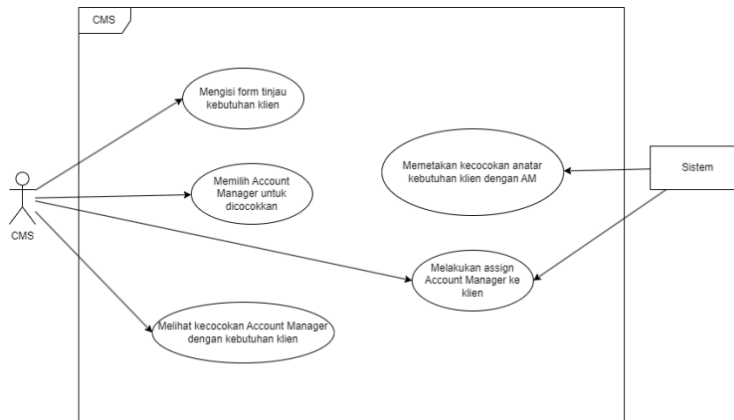 CMS
Mengisi form tinjau
kebutuhan klien
Memilih Account
Manager untuk
dicocokkan
Memetakan kecocokan anatar
kebutuhan klien dengan AM
Sistem
CMS
Melakukan assign
Account Manager ke
klien
Melihat kecocokan Account Manager
dengan kebutuhan klien